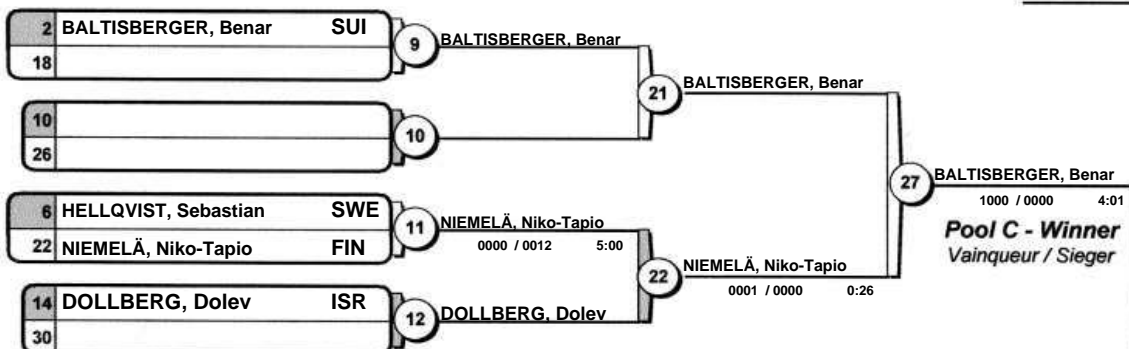 2 BALTISBERGER, Benar SUI
18
9 BALTISBERGER, Benar
21 BALTISBERGER, Benar
10
26
10
27 BALTISBERGER, Benar
1000 / 0000 4:01
Pool C - Winner
Vainqueur / Sieger
6 HELLQVIST, Sebastian SWE
22 NIEMELÄ, Niko-Tapio FIN
11 NIEMELÄ, Niko-Tapio
0000 / 0012 5:00
22 NIEMELÄ, Niko-Tapio
0001 / 0000 0:26
14 DOLLBERG, Dolev ISR
30
12 DOLLBERG, Dolev